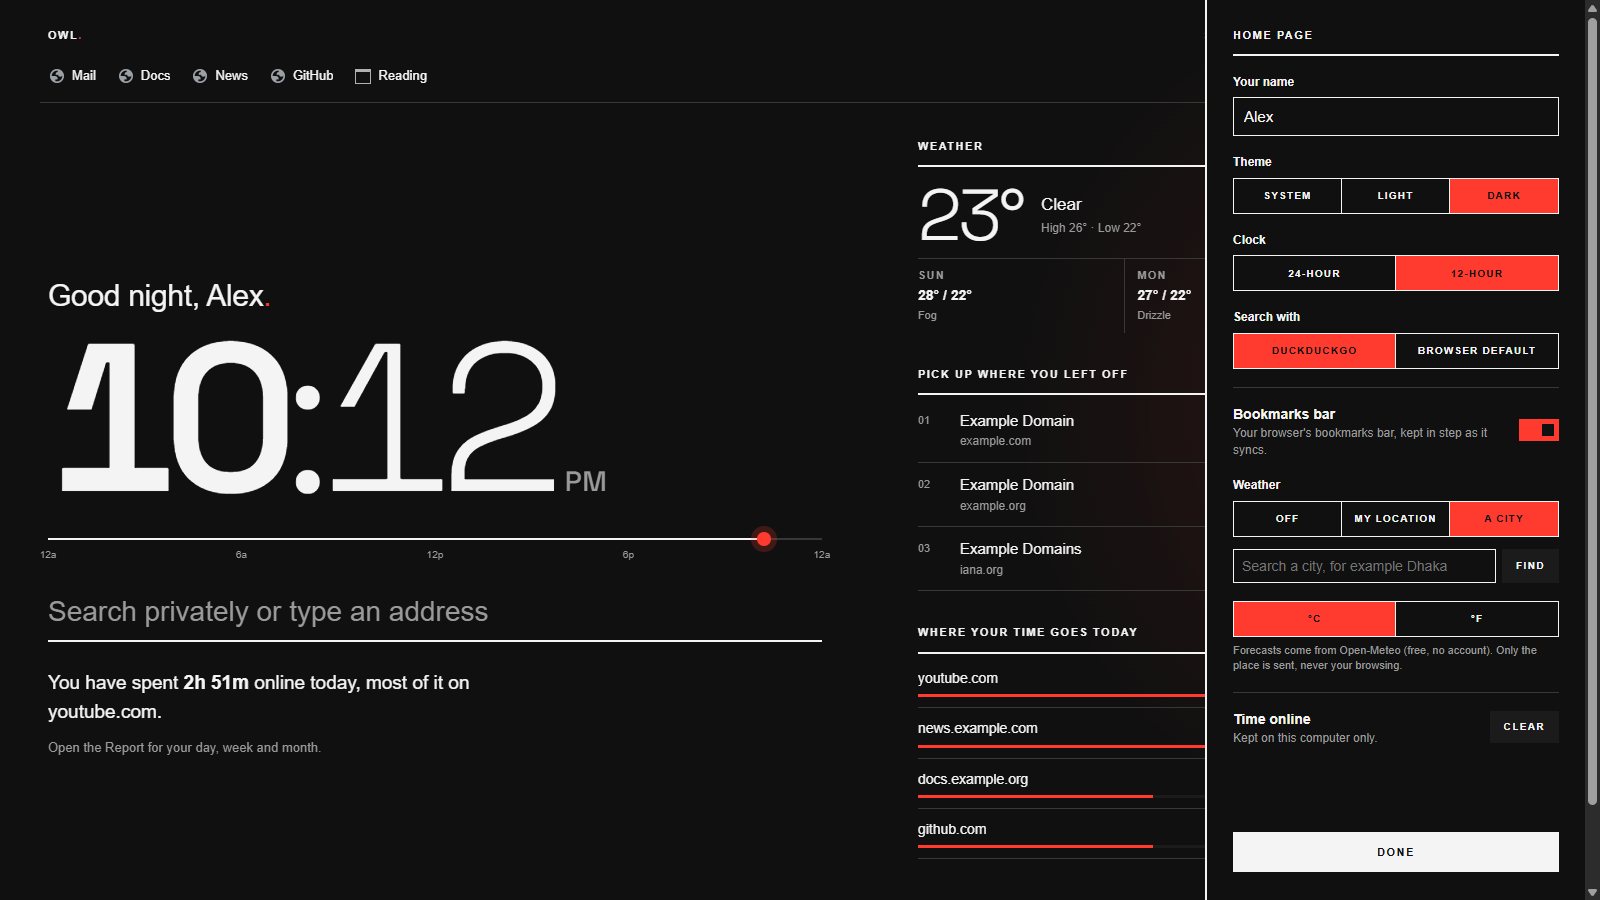 OWL.
Mail Docs News GitHub Reading
Good night, Alex.
10:12 PM
12a 6a 12p 6p 12a
Search privately or type an address
You have spent 2h 51m online today, most of it on
youtube.com.
Open the Report for your day, week and month.
WEATHER
23°
Clear
High 26° · Low 22°
SUN
28° / 22°
Fog
MON
27° / 22°
Drizzle
PICK UP WHERE YOU LEFT OFF
01 Example Domain
example.com
02 Example Domain
example.org
03 Example Domains
iana.org
WHERE YOUR TIME GOES TODAY
youtube.com
news.example.com
docs.example.org
github.com
HOME PAGE
Your name
Alex
Theme
SYSTEM LIGHT DARK
Clock
24-HOUR 12-HOUR
Search with
DUCKDUCKGO BROWSER DEFAULT
Bookmarks bar
Your browser's bookmarks bar, kept in step as it
syncs.
Weather
OFF MY LOCATION A CITY
Search a city, for example Dhaka FIND
°C °F
Forecasts come from Open-Meteo (free, no account). Only the
place is sent, never your browsing.
Time online
Kept on this computer only.
CLEAR
DONE